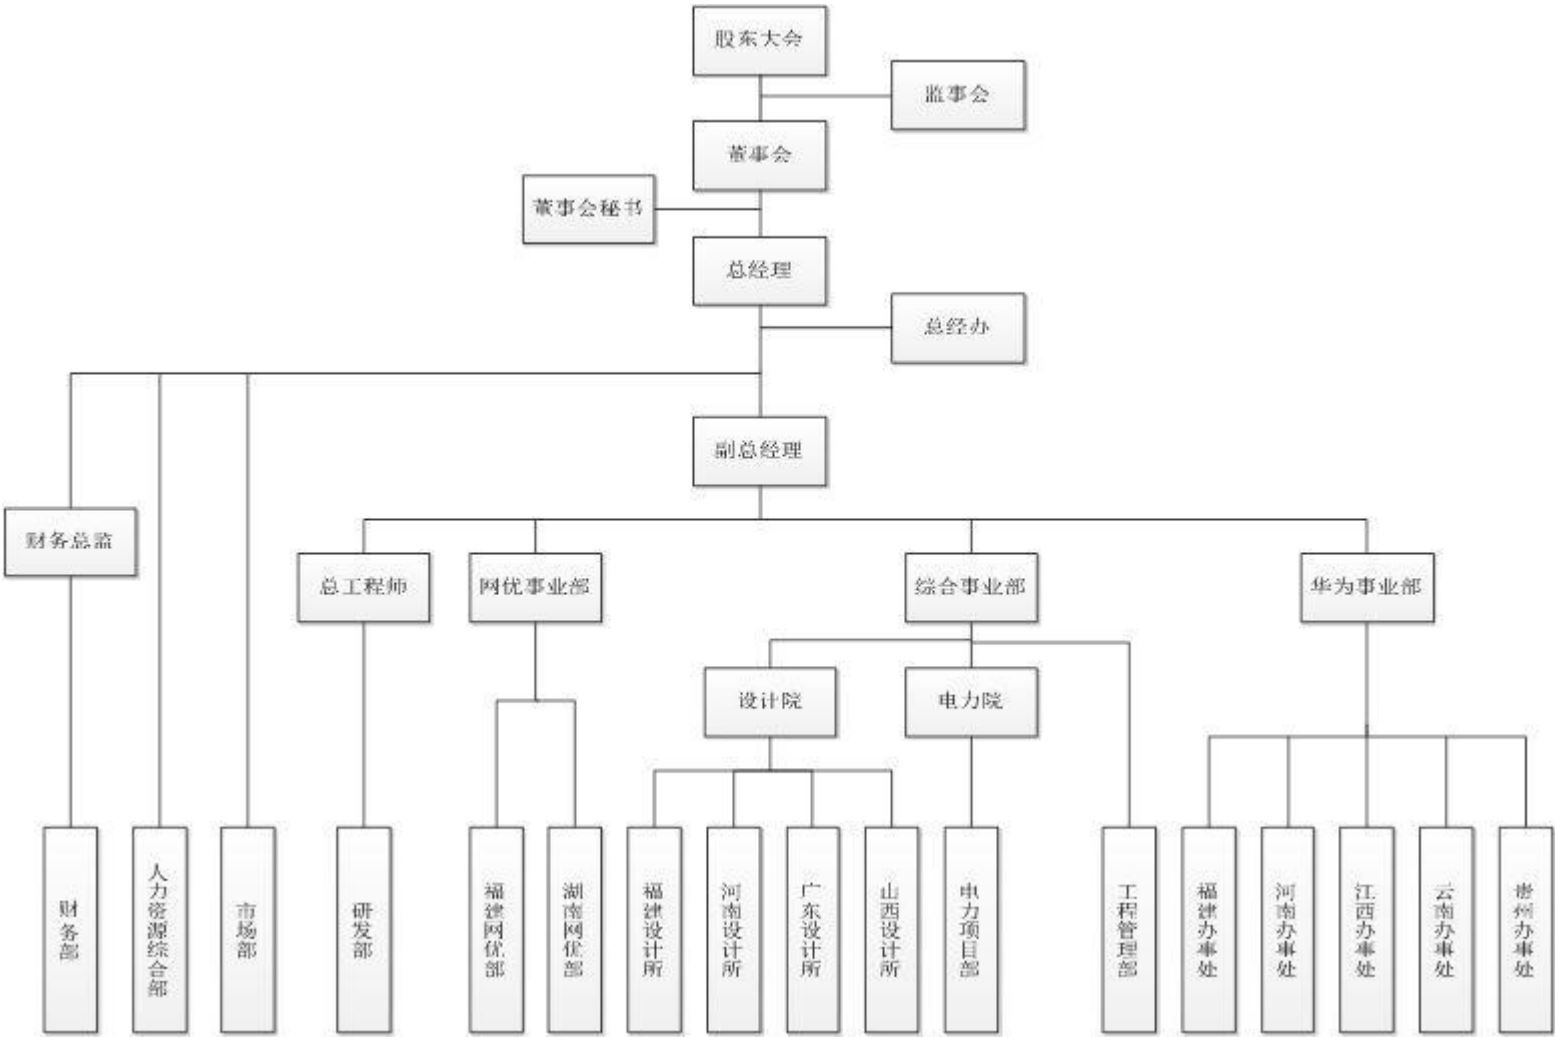 股东大会
监事会
董事会
董事会秘书
总经理
总经办
副总经理
财务总监
总工程师
网优事业部
综合事业部
华为事业部
设计院
电力院
财务部
人力资源综合部
市场部
研发部
福建网优部
湖南网优部
福建设计所
河南设计所
广东设计所
山西设计所
电力项目部
工程管理部
福建办事处
河南办事处
江西办事处
云南办事处
贵州办事处